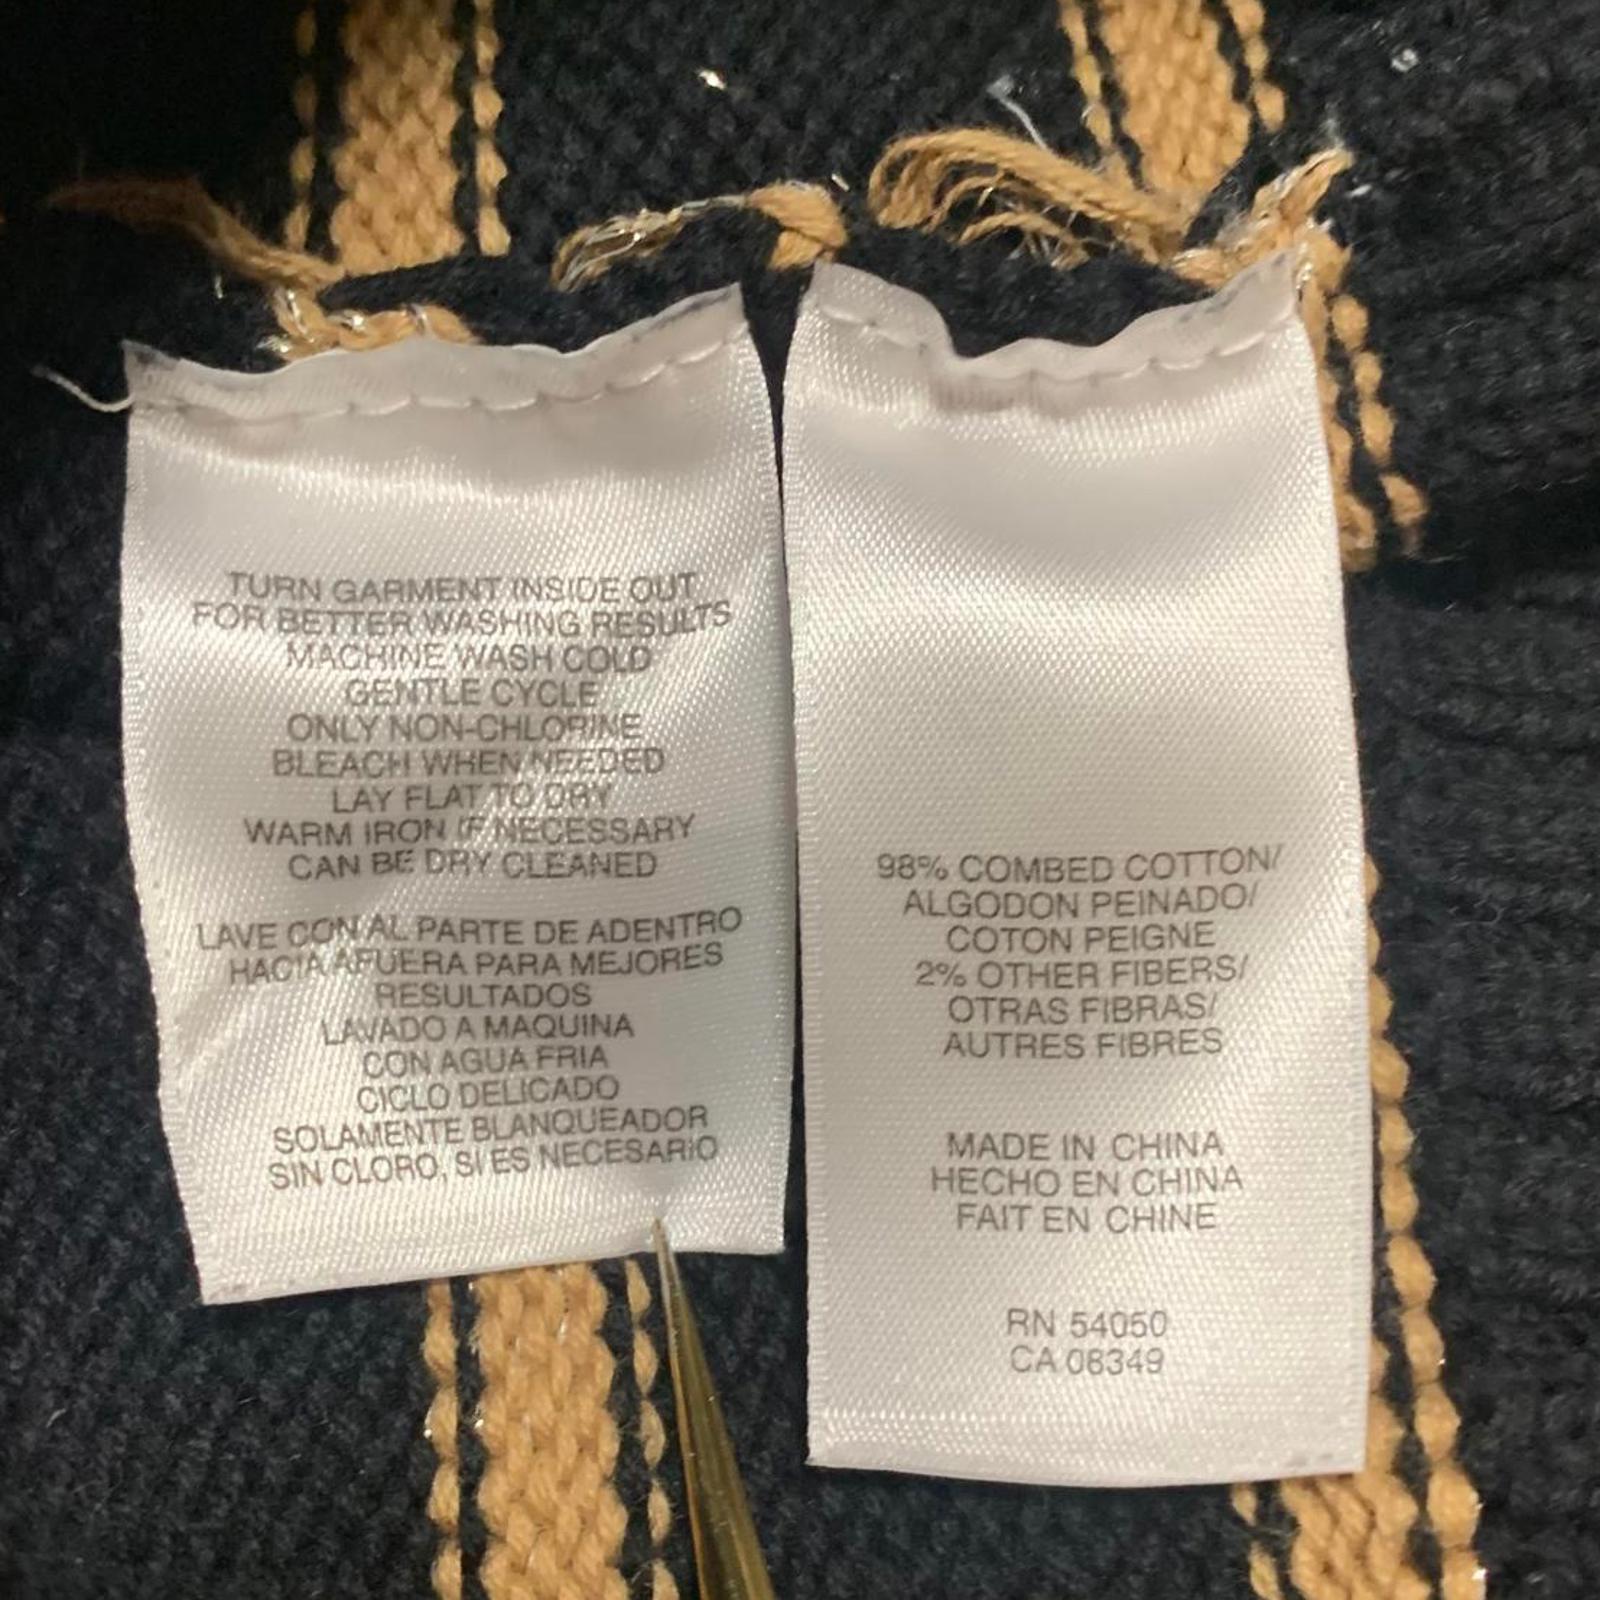 TURN GARMENT INSIDE OUT
FOR BETTER WASHING RESULTS
MACHINE WASH COLD
GENTLE CYCLE
ONLY NON-CHLORINE
BLEACH WHEN NEEDED
LAY FLAT TO DRY
WARM IRON IF NECESSARY
CAN BE DRY CLEANED
LAVE CON AL PARTE DE ADENTRO
HACIA AFUERA PARA MEJORES
RESULTADOS
LAVADO A MAQUINA
CON AGUA FRIA
CICLO DELICADO
SOLAMENTE BLANQUEADOR
SIN CLORO, SI ES NECESARIO
98% COMBED COTTON/
ALGODON PEINADO/
COTON PEIGNE
2% OTHER FIBERS/
OTRAS FIBRAS/
AUTRES FIBRES
MADE IN CHINA
HECHO EN CHINA
FAIT EN CHINE
RN 54050
CA 08349